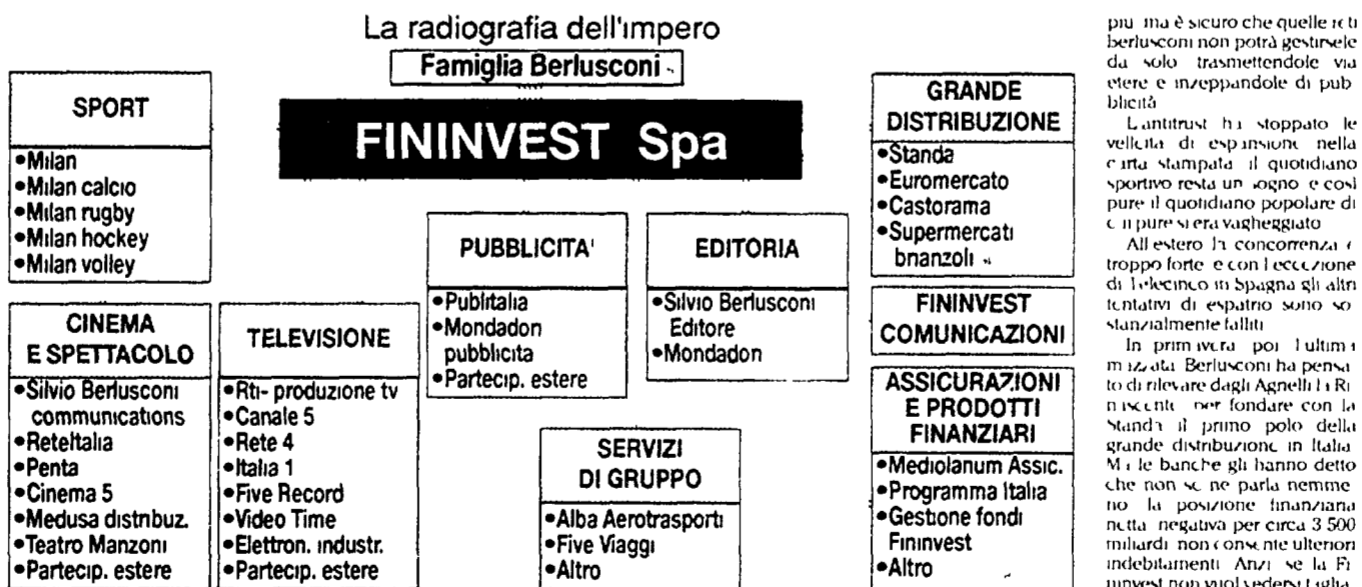 La radiografia dell'impero
Famiglia Berlusconi
FININVEST Spa
SPORT
•Milan
•Milan calcio
•Milan rugby
•Milan hockey
•Milan volley
CINEMA
E SPETTACOLO
•Silvio Berlusconi
communications
•Reteltalia
•Penta
•Cinema 5
•Medusa distribuz.
•Teatro Manzoni
•Partecip. estere
TELEVISIONE
•Rti- produzione tv
•Canale 5
•Rete 4
•Italia 1
•Five Record
•Video Time
•Elettron. industr.
•Partecip. estere
PUBBLICITA'
•Publitalia
•Mondadori
pubblicita
•Partecip. estere
EDITORIA
•Silvio Berlusconi
Editore
•Mondadori
SERVIZI
DI GRUPPO
•Alba Aerotrasporti
•Five Viaggi
•Altro
GRANDE
DISTRIBUZIONE
•Standa
•Euromercato
•Castorama
•Supermercati
brianzoli
FININVEST
COMUNICAZIONI
ASSICURAZIONI
E PRODOTTI
FINANZIARI
•Mediolanum Assic.
•Programma Italia
•Gestione fondi
Fininvest
•Altro
piu ma è sicuro che quelle reti
Berlusconi non potrà gestirsele
da solo trasmettendole via
etere e inzeppandole di pub
blicità
L antitrust ha stoppato le
velleita di espansione nella
carta stampata il quotidiano
sportivo resta un sogno e così
pure il quotidiano popolare di
cui pure si era vagheggiato
All estero la concorrenza è
troppo forte e con l eccezione
di Telecinco in Spagna gli altri
tentativi di espatrio sono so
stanzialmente falliti
In primavera poi l ultima
mazzata Berlusconi ha pensa
to di rilevare dagli Agnelli la Ri
nascente per fondare con la
Standa il primo polo della
grande distribuzione in Italia
Ma le banche gli hanno detto
che non se ne parla nemme
no la posizione finanziaria
netta negativa per circa 3 500
miliardi non consente ulteriori
indebitamenti Anzi se la Fi
ninvest non vuol vedersi taglia